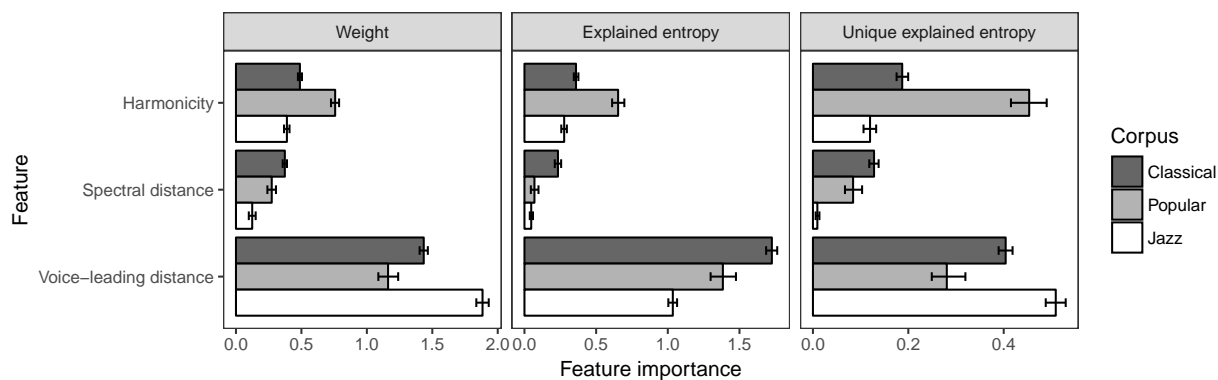 Weight
Explained entropy
Unique explained entropy
Feature
Harmonicity
Spectral distance
Voice−leading distance
0.0 0.5 1.0 1.5 2.0
0.0 0.5 1.0 1.5
0.0 0.2 0.4
Feature importance
Corpus
Classical
Popular
Jazz